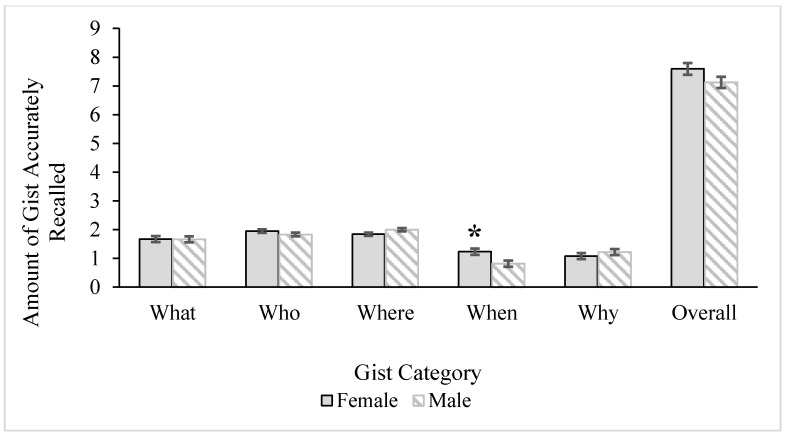 9
8
7
6
5
4
3
2
1
0
Amount of Gist Accurately
Recalled
*
What Who Where When Why Overall
Gist Category
Female Male